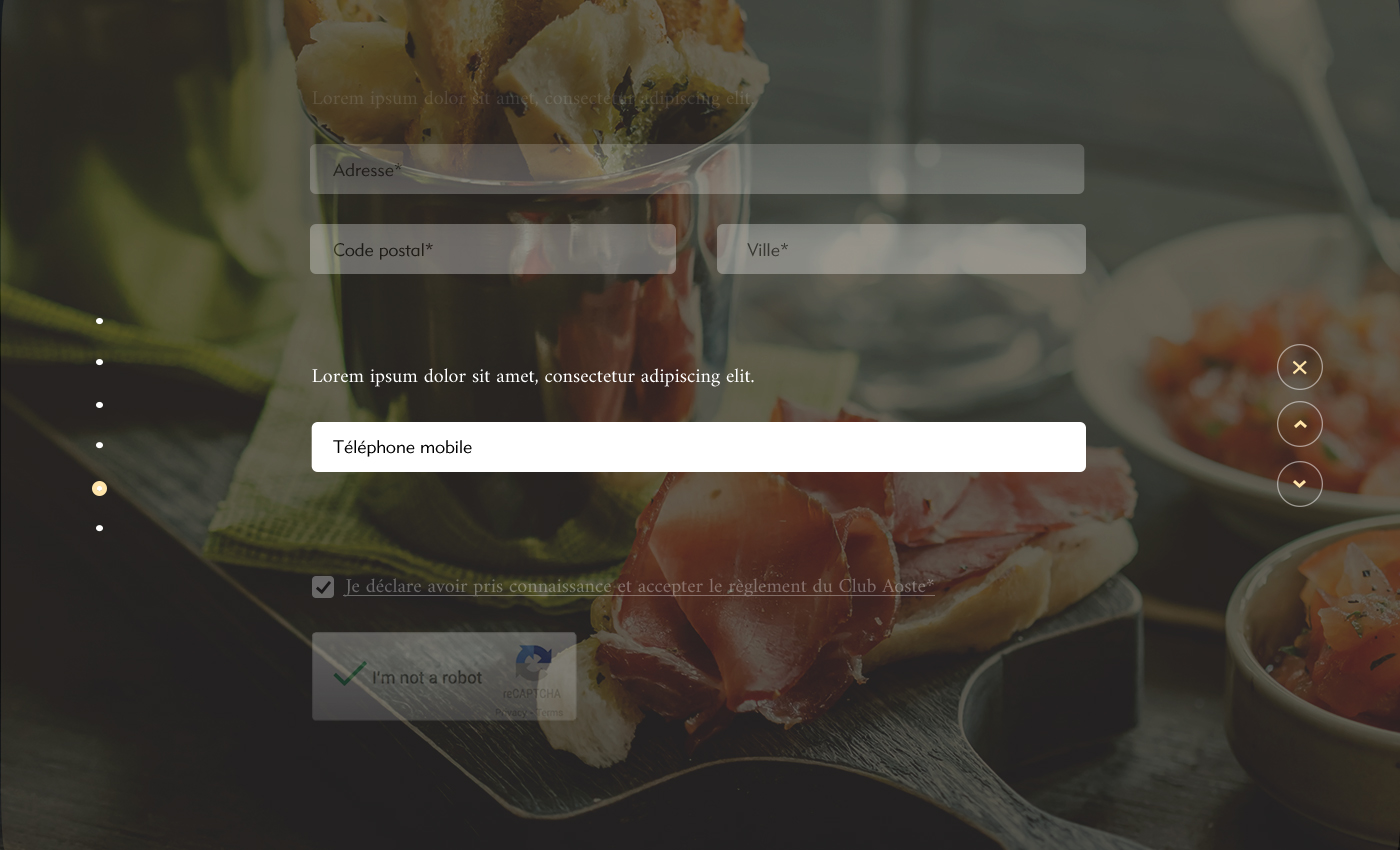 Lorem ipsum dolor sit amet, consectetur adipiscing elit.
Adresse*
Code postal*
Ville*
Lorem ipsum dolor sit amet, consectetur adipiscing elit.
Téléphone mobile
Je déclare avoir pris connaissance et accepter le règlement du Club Aoste*
I'm not a robot
reCAPTCHA
Privacy - Terms